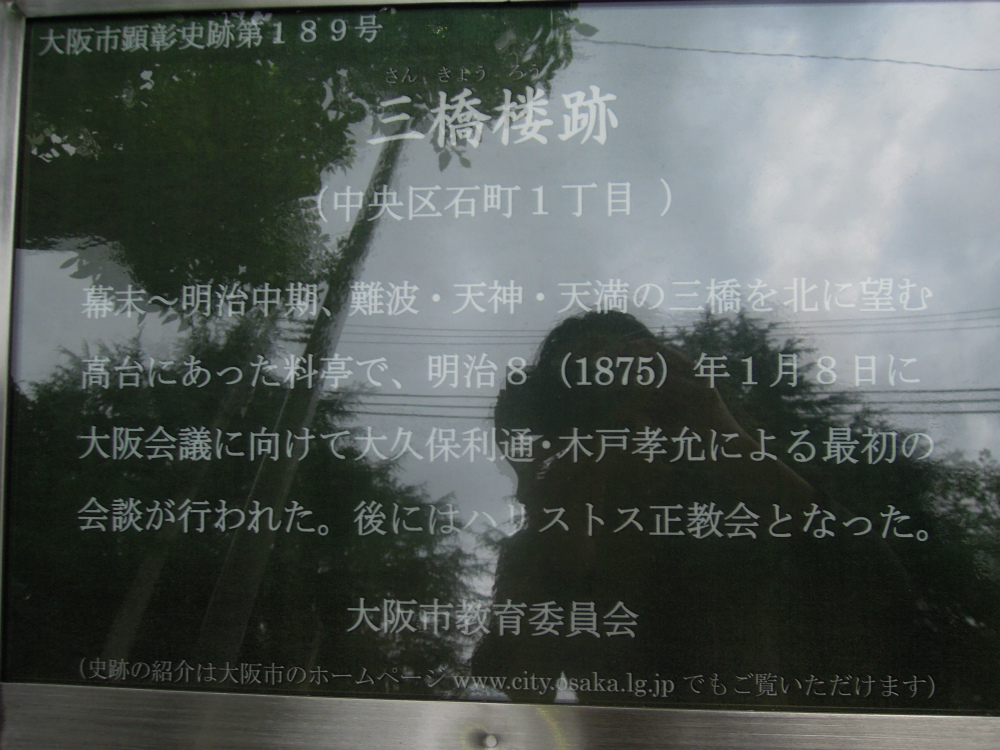 大阪市顕彰史跡第１８９号
さん きょう ろう
三橋楼跡
（中央区石町１丁目 ）
幕末～明治中期、難波・天神・天満の三橋を北に望む
高台にあった料亭で、明治８（1875）年１月８日に
大阪会議に向けて大久保利通・木戸孝允による最初の
会談が行われた。後にはハリストス正教会となった。
大阪市教育委員会
（史跡の紹介は大阪市のホームページ www.city.osaka.lg.jp でもご覧いただけます）